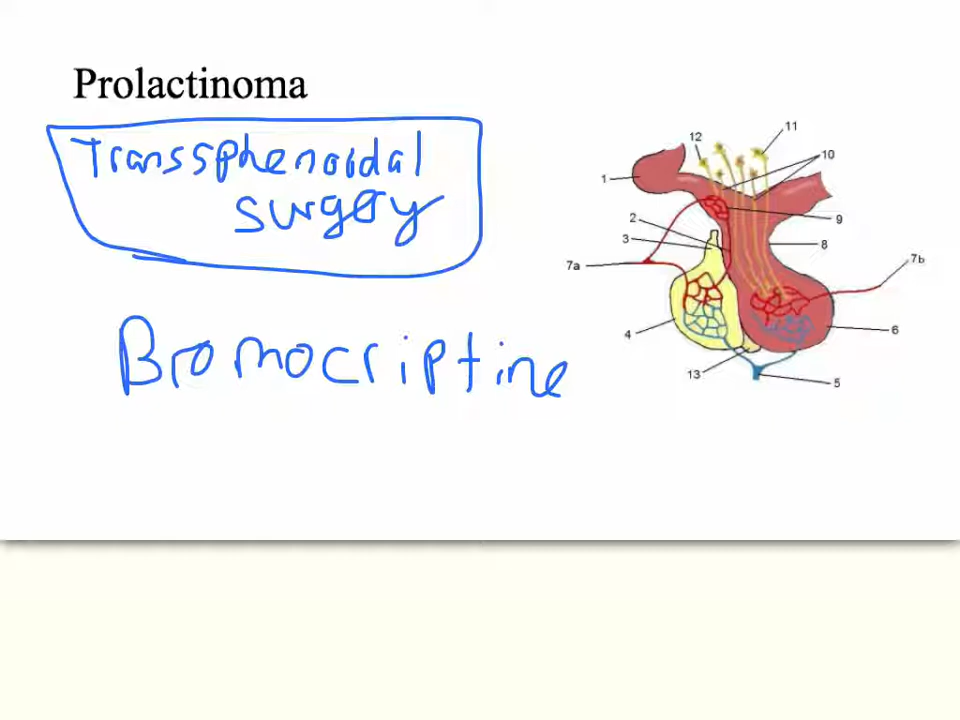 Prolactinoma
Transsphenoidal
surgery
Bromocriptine
11
12
10
1
2
9
3
8
7a
7b
4
6
13
5